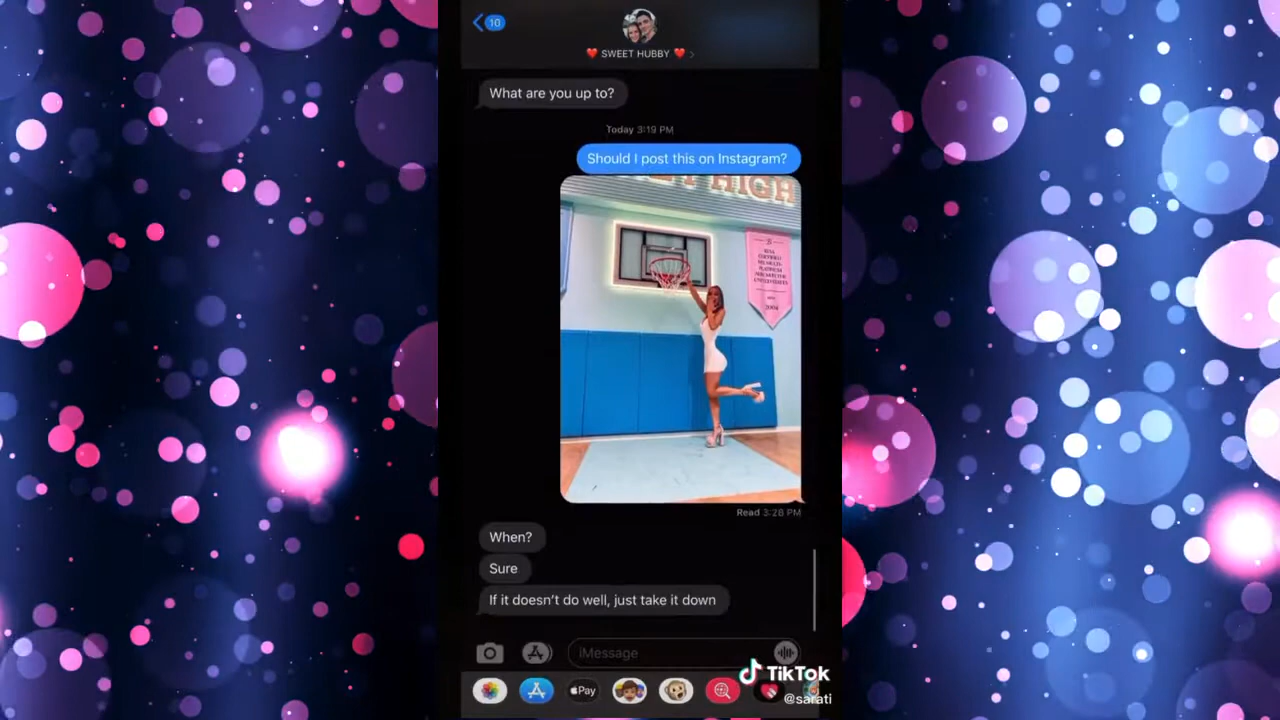 10
❤️ SWEET HUBBY ❤️ >
What are you up to?
Today 3:19 PM
Should I post this on Instagram?
HIGH
2004
Read 3:28 PM
When?
Sure
If it doesn't do well, just take it down
iMessage
Pay
TikTok
@sarati